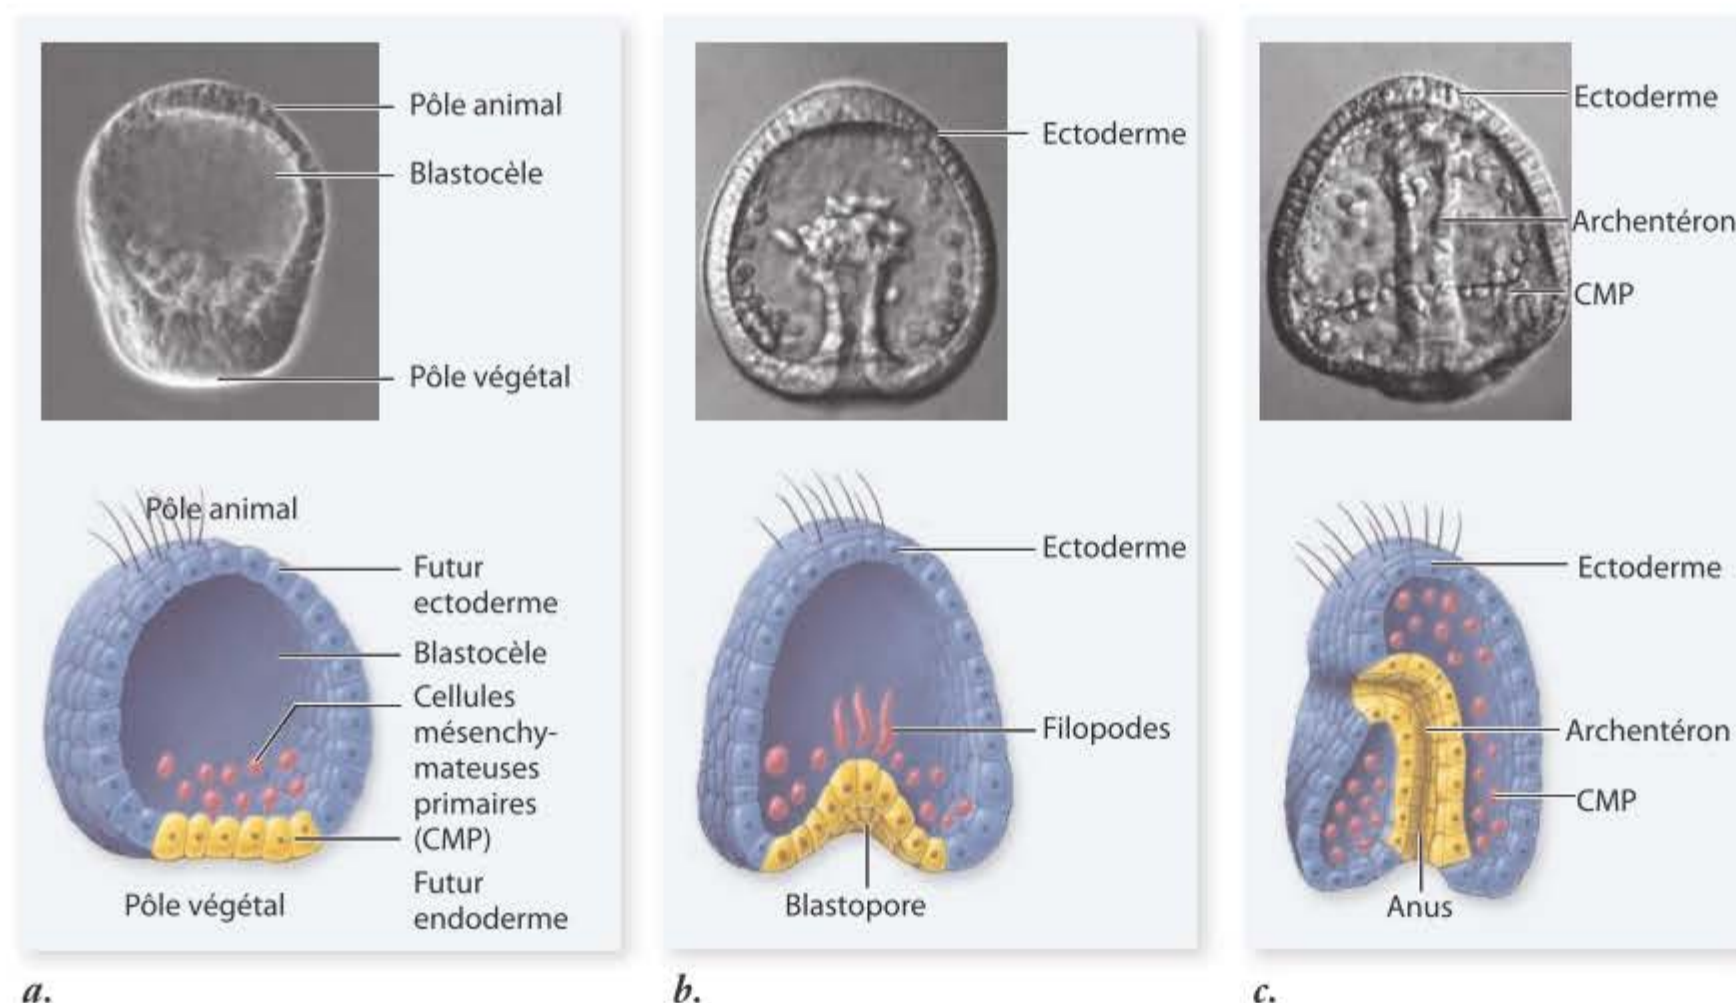 Pôle animal
Blastocèle
Pôle végétal
Pôle animal
Futur
ectoderme
Blastocèle
Cellules
mésenchy-
mateuses
primaires
(CMP)
Futur
endoderme
Pôle végétal
a.
Ectoderme
Ectoderme
Filopodes
Blastopore
b.
Ectoderme
Archentéron
CMP
Ectoderme
Archentéron
CMP
Anus
c.